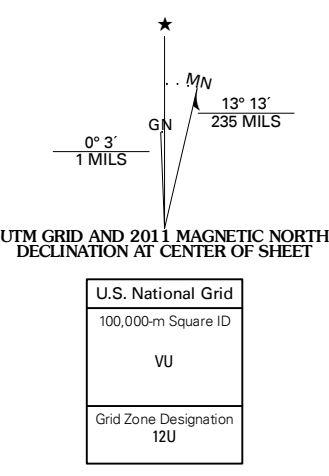 ★
MN
GN
13° 13´
235 MILS
0° 3´
1 MILS
UTM GRID AND 2011 MAGNETIC NORTH
DECLINATION AT CENTER OF SHEET
U.S. National Grid
100,000-m Square ID
VU
Grid Zone Designation
12U